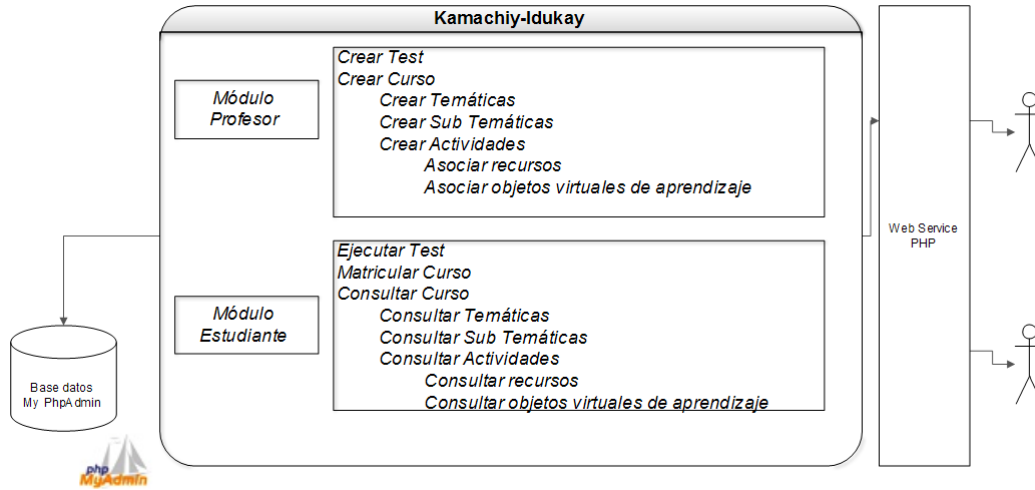 Kamachiy-Idukay
Módulo
Profesor
Crear Test
Crear Curso
Crear Temáticas
Crear Sub Temáticas
Crear Actividades
Asociar recursos
Asociar objetos virtuales de aprendizaje
Módulo
Estudiante
Ejecutar Test
Matricular Curso
Consultar Curso
Consultar Temáticas
Consultar Sub Temáticas
Consultar Actividades
Consultar recursos
Consultar objetos virtuales de aprendizaje
Web Service
PHP
Base datos
My PhpAdmin
php
MyAdmin